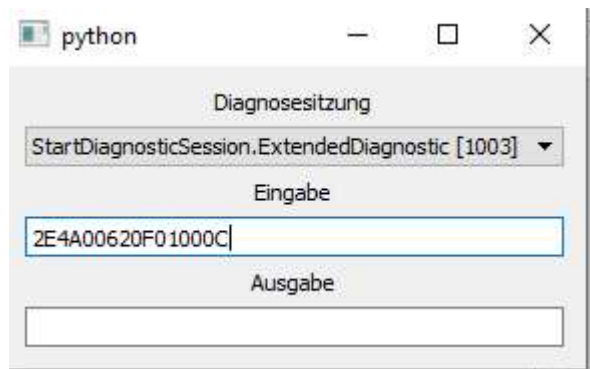 python
Diagnosesitzung
StartDiagnosticSession.ExtendedDiagnostic [1003]
Eingabe
2E4A00620F01000C
Ausgabe